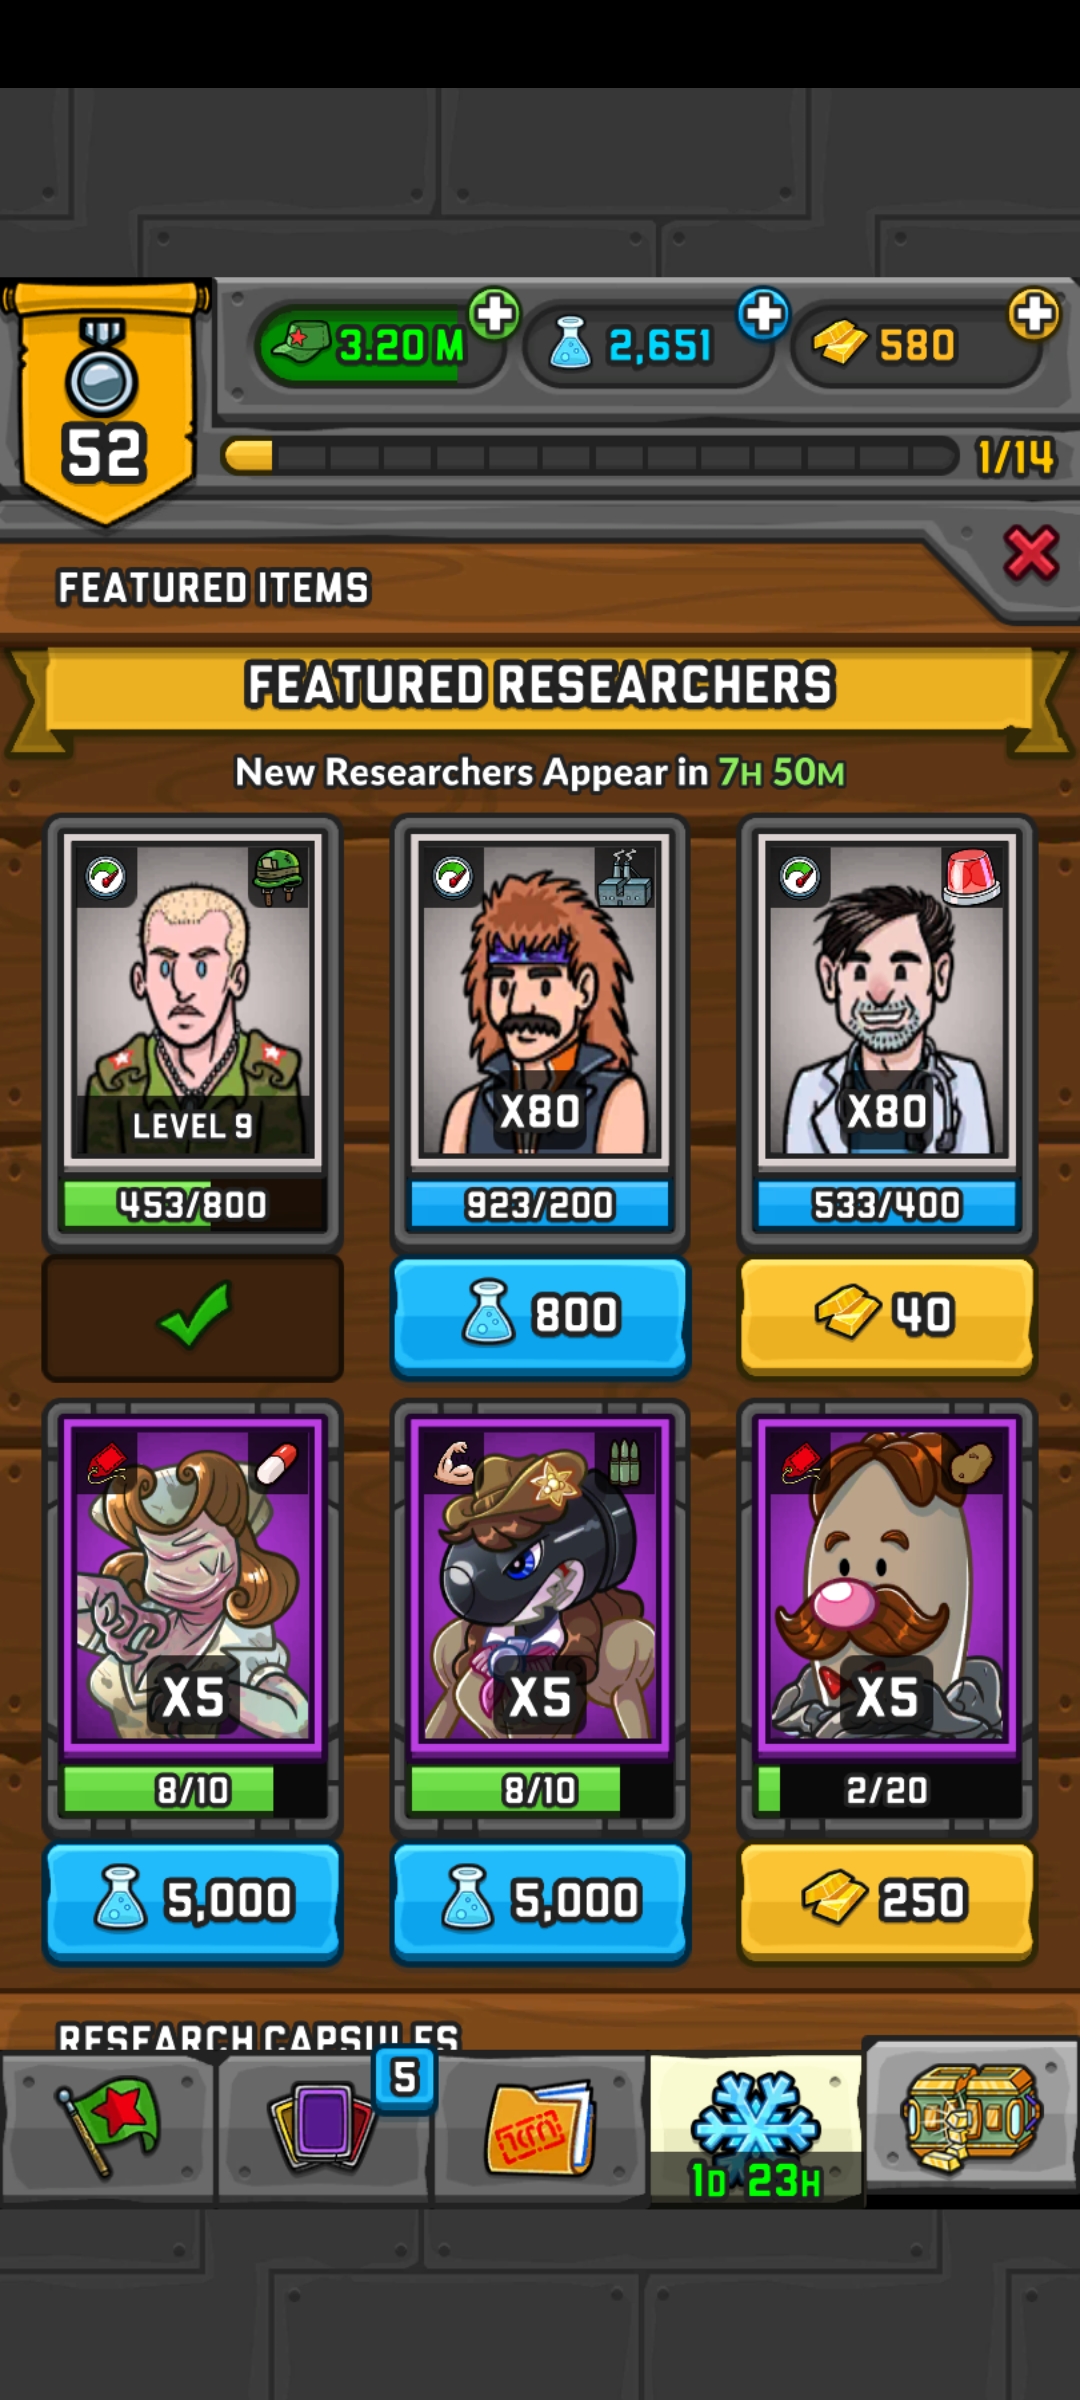 3.20 M
2,651
580
52
1/14
FEATURED ITEMS
FEATURED RESEARCHERS
New Researchers Appear in 7H 50M
LEVEL 9
X80
X80
453/800
923/200
533/400
800
40
X5
X5
X5
8/10
8/10
2/20
5,000
5,000
250
RESEARCH CAPSULES
5
1D 23H